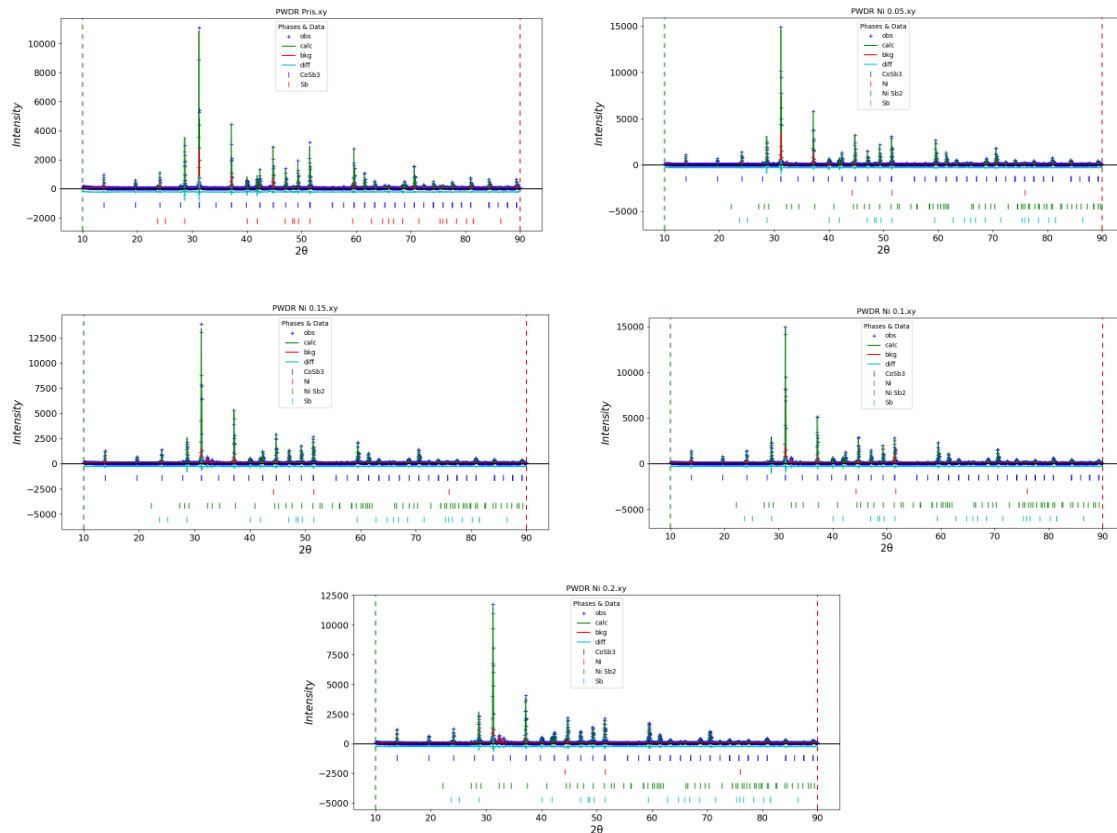 PWDR Pris.xy
Intensity
10000
8000
6000
4000
2000
0
−2000
10 20 30 40 50 60 70 80 90
2θ
Phases & Data
obs
calc
bkg
diff
CoSb3
Sb
PWDR Ni 0.05.xy
Intensity
15000
10000
5000
0
−5000
10 20 30 40 50 60 70 80 90
2θ
Phases & Data
obs
calc
bkg
diff
CoSb3
Ni
Ni Sb2
Sb
PWDR Ni 0.15.xy
Intensity
12500
10000
7500
5000
2500
0
−2500
−5000
10 20 30 40 50 60 70 80 90
2θ
Phases & Data
obs
calc
bkg
diff
CoSb3
Ni
Ni Sb2
Sb
PWDR Ni 0.1.xy
Intensity
15000
10000
5000
0
−5000
10 20 30 40 50 60 70 80 90
2θ
Phases & Data
obs
calc
bkg
diff
CoSb3
Ni
Ni Sb2
Sb
PWDR Ni 0.2.xy
Intensity
12500
10000
7500
5000
2500
0
−2500
−5000
10 20 30 40 50 60 70 80 90
2θ
Phases & Data
obs
calc
bkg
diff
CoSb3
Ni
Ni Sb2
Sb